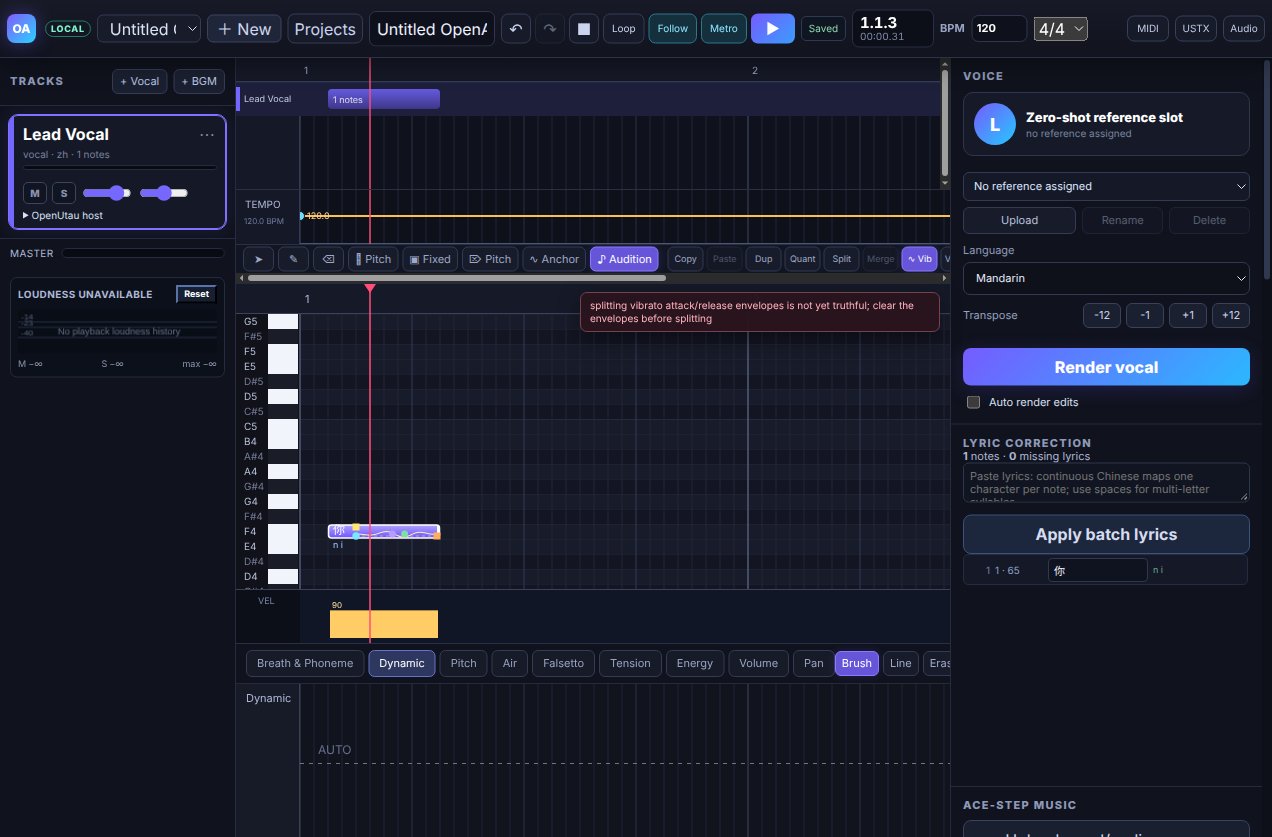 OA LOCAL Untitled ( + New Projects Untitled OpenA Loop Follow Metro Saved 1.1.3 00:00.31 BPM 120 4/4 MIDI USTX Audio
TRACKS + Vocal + BGM
Lead Vocal ...
vocal · zh · 1 notes
M S
OpenUtau host
MASTER
LOUDNESS UNAVAILABLE Reset
-14
-23
-40
No playback loudness history
M −∞ S −∞ max −∞
1 2
Lead Vocal 1 notes
TEMPO
120.0 BPM 120.0
Pitch Fixed Pitch Anchor Audition Copy Paste Dup Quant Split Merge Vib
1
splitting vibrato attack/release envelopes is not yet truthful; clear the
envelopes before splitting
G5
F#5
F5
E5
D#5
D5
C#5
C5
B4
A#4
A4
G#4
G4
F#4
F4 你
E4 n i
D#4
D4
VEL 90
Breath & Phoneme Dynamic Pitch Air Falsetto Tension Energy Volume Pan Brush Line Eras
Dynamic
AUTO
VOICE
L Zero-shot reference slot
no reference assigned
No reference assigned
Upload Rename Delete
Language
Mandarin
Transpose -12 -1 +1 +12
Render vocal
Auto render edits
LYRIC CORRECTION
1 notes · 0 missing lyrics
Paste lyrics: continuous Chinese maps one
character per note; use spaces for multi-letter
Apply batch lyrics
1 1 · 65 你 n i
ACE-STEP MUSIC